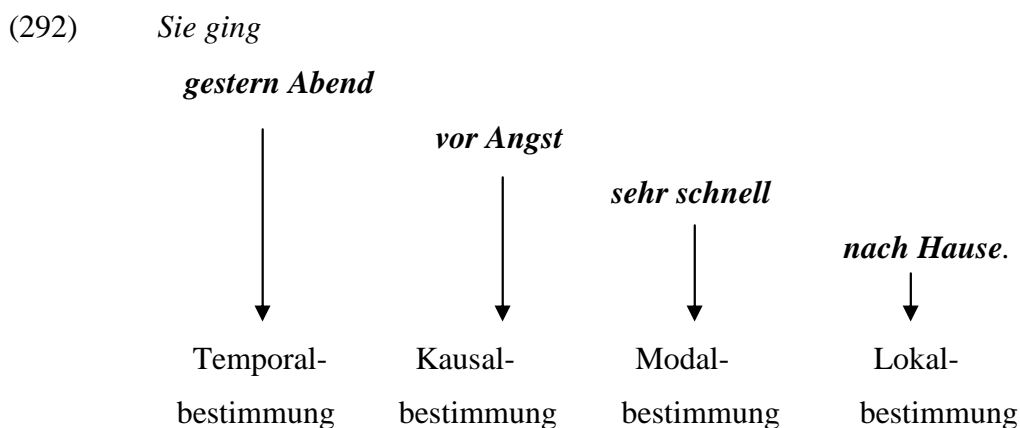 (292) Sie ging
gestern Abend
vor Angst
sehr schnell
nach Hause.
Temporal- Kausal- Modal- Lokal-
bestimmung bestimmung bestimmung bestimmung